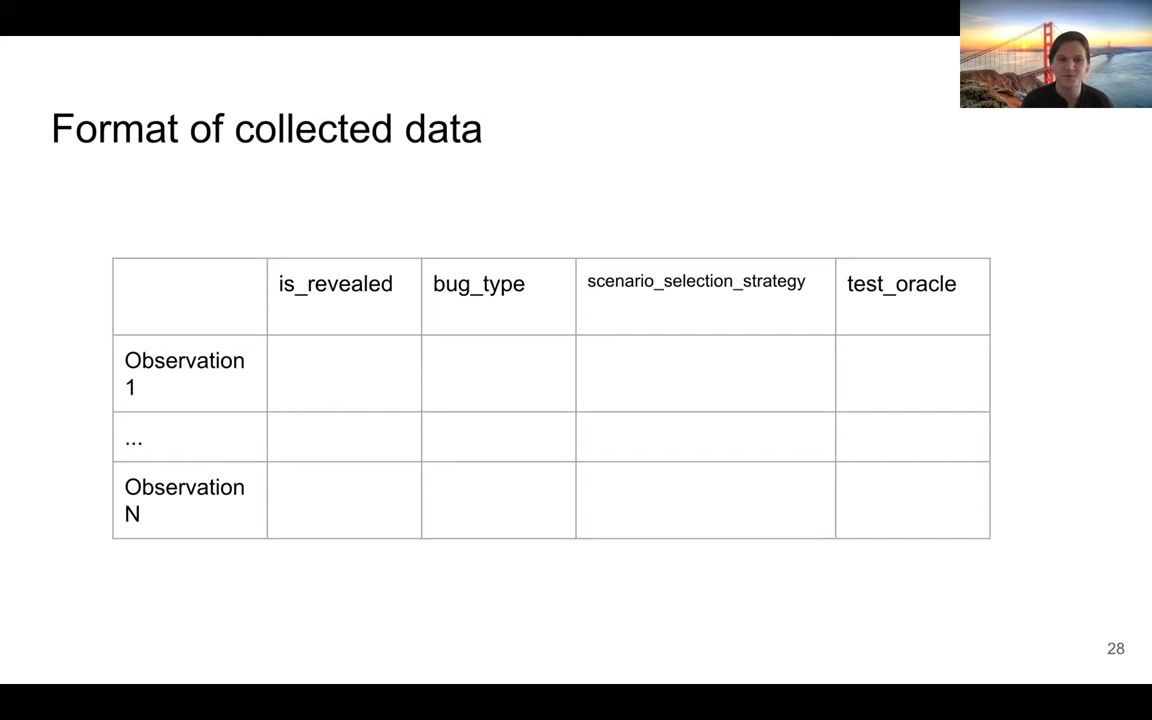 Format of collected data
is_revealed bug_type scenario_selection_strategy test_oracle
Observation
1
...
Observation
N
28